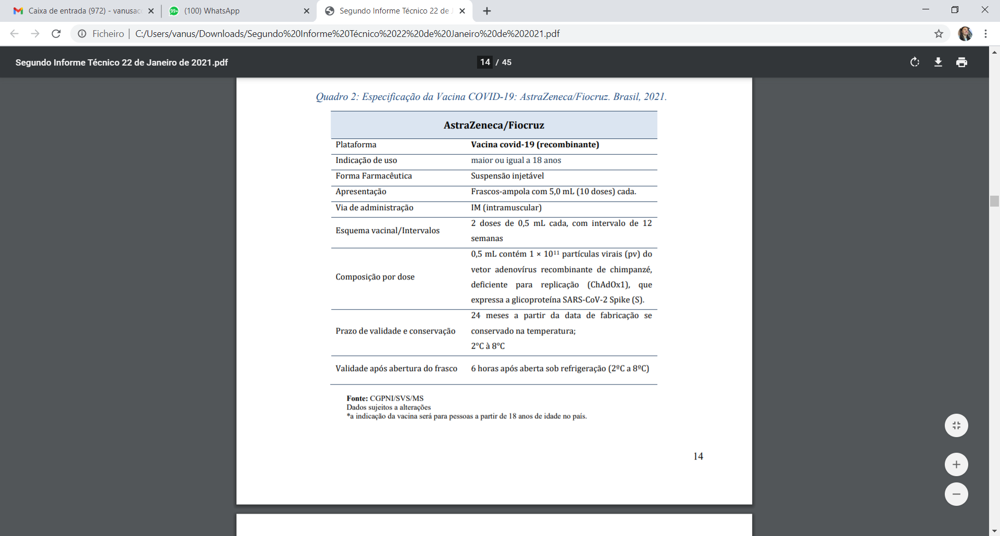 Caixa de entrada (972) - vanusac
99+
(100) WhatsApp
Segundo Informe Técnico 22 de J
Ficheiro
C:/Users/vanus/Downloads/Segundo%20Informe%20Técnico%2022%20de%20Janeiro%20de%202021.pdf
Segundo Informe Técnico 22 de Janeiro de 2021.pdf
14 / 45
Quadro 2: Especificação da Vacina COVID-19: AstraZeneca/Fiocruz. Brasil, 2021.
AstraZeneca/Fiocruz
Plataforma Vacina covid-19 (recombinante)
Indicação de uso maior ou igual a 18 anos
Forma Farmacêutica Suspensão injetável
Apresentação Frascos-ampola com 5,0 mL (10 doses) cada.
Via de administração IM (intramuscular)
Esquema vacinal/Intervalos
2 doses de 0,5 mL cada, com intervalo de 12
semanas
Composição por dose
0,5 mL contém 1 × 10¹¹ partículas virais (pv) do
vetor adenovírus recombinante de chimpanzé,
deficiente para replicação (ChAdOx1), que
expressa a glicoproteína SARS-CoV-2 Spike (S).
Prazo de validade e conservação
24 meses a partir da data de fabricação se
conservado na temperatura;
2°C à 8°C
Validade após abertura do frasco 6 horas após aberta sob refrigeração (2ºC a 8ºC)
Fonte: CGPNI/SVS/MS
Dados sujeitos a alterações
*a indicação da vacina será para pessoas a partir de 18 anos de idade no país.
14